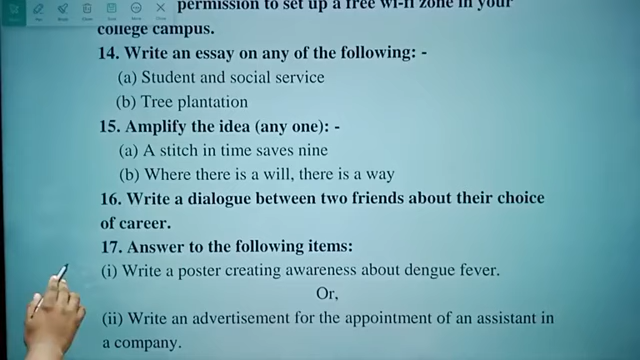 permission to set up a free wi-fi zone in your
college campus.
14. Write an essay on any of the following: -
(a) Student and social service
(b) Tree plantation
15. Amplify the idea (any one): -
(a) A stitch in time saves nine
(b) Where there is a will, there is a way
16. Write a dialogue between two friends about their choice
of career.
17. Answer to the following items:
(i) Write a poster creating awareness about dengue fever.
Or,
(ii) Write an advertisement for the appointment of an assistant in
a company.